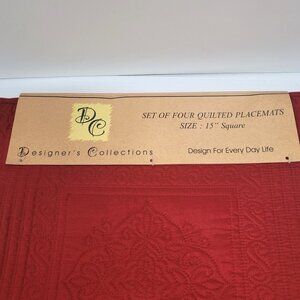 DC
SET OF FOUR QUILTED PLACEMATS
SIZE : 15" Square
Designer's Collections
Design For Every Day Life